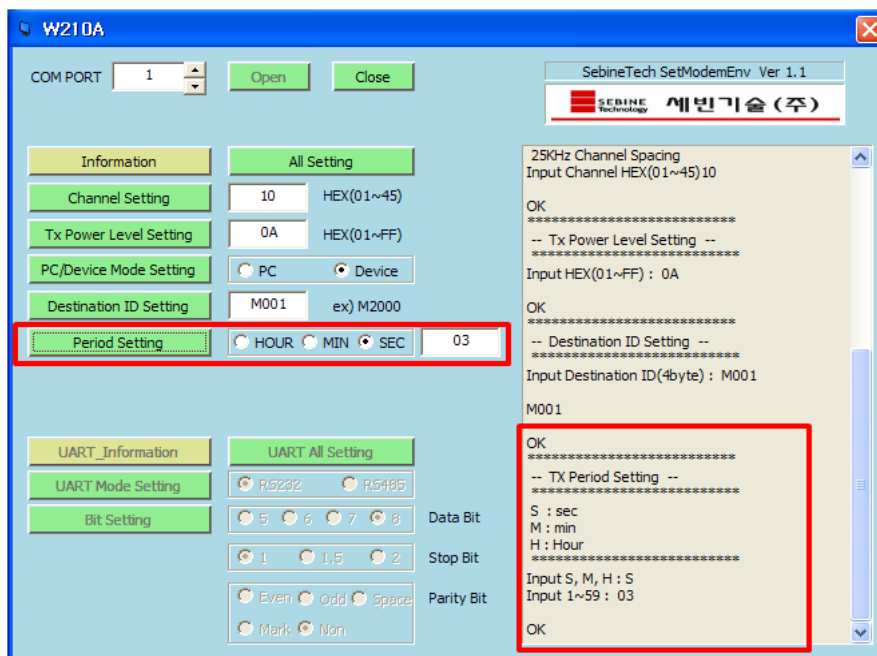 W210A
COM PORT 1 Open Close
SebineTech SetModemEnv Ver 1.1
SEBINE Technology 세빈기술(주)
Information All Setting
Channel Setting 10 HEX(01~45)
Tx Power Level Setting 0A HEX(01~FF)
PC/Device Mode Setting PC Device
Destination ID Setting M001 ex) M2000
Period Setting HOUR MIN SEC 03
UART_Information UART All Setting
UART Mode Setting RS232 RS485
Bit Setting 5 6 7 8 Data Bit
1 1.5 2 Stop Bit
Even Odd Space Parity Bit
Mark Non
25KHz Channel Spacing
Input Channel HEX(01~45)10
OK
**************************
-- Tx Power Level Setting --
**************************
Input HEX(01~FF) : 0A
OK
**************************
-- Destination ID Setting --
**************************
Input Destination ID(4byte) : M001
M001
OK
**************************
-- TX Period Setting --
**************************
S : sec
M : min
H : Hour
**************************
Input S, M, H : S
Input 1~59 : 03
OK